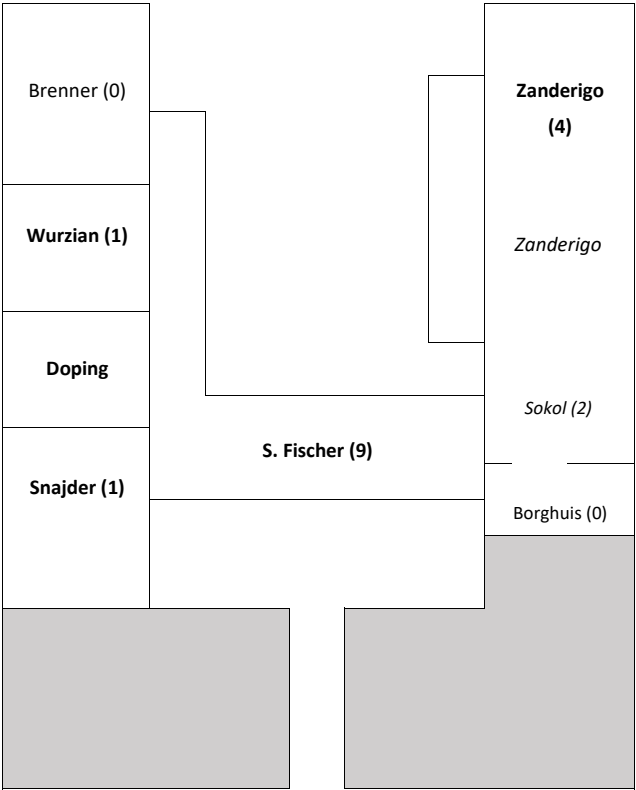 Brenner (0)
Zanderigo
(4)
Wurzian (1)
Zanderigo
Doping
Sokol (2)
S. Fischer (9)
Snajder (1)
Borghuis (0)